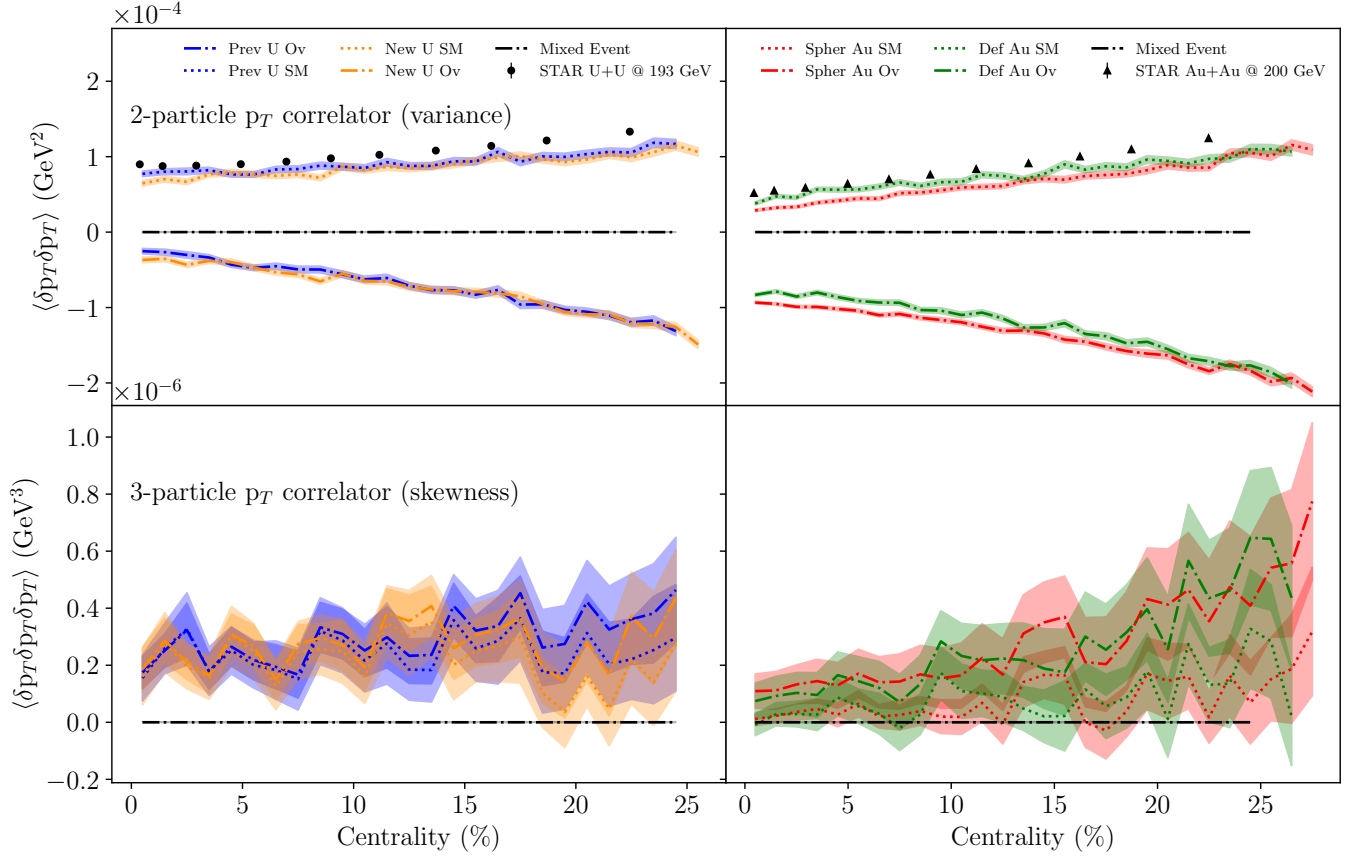 ×10⁻⁴
Prev U Ov
Prev U SM
New U SM
New U Ov
Mixed Event
STAR U+U @ 193 GeV
Spher Au SM
Spher Au Ov
Def Au SM
Def Au Ov
Mixed Event
STAR Au+Au @ 200 GeV
2-particle p_T correlator (variance)
⟨δp_Tδp_T⟩ (GeV²)
2
1
0
−1
−2
×10⁻⁶
3-particle p_T correlator (skewness)
⟨δp_Tδp_Tδp_T⟩ (GeV³)
1.0
0.8
0.6
0.4
0.2
0.0
−0.2
0 5 10 15 20 25
0 5 10 15 20 25
Centrality (%)
Centrality (%)